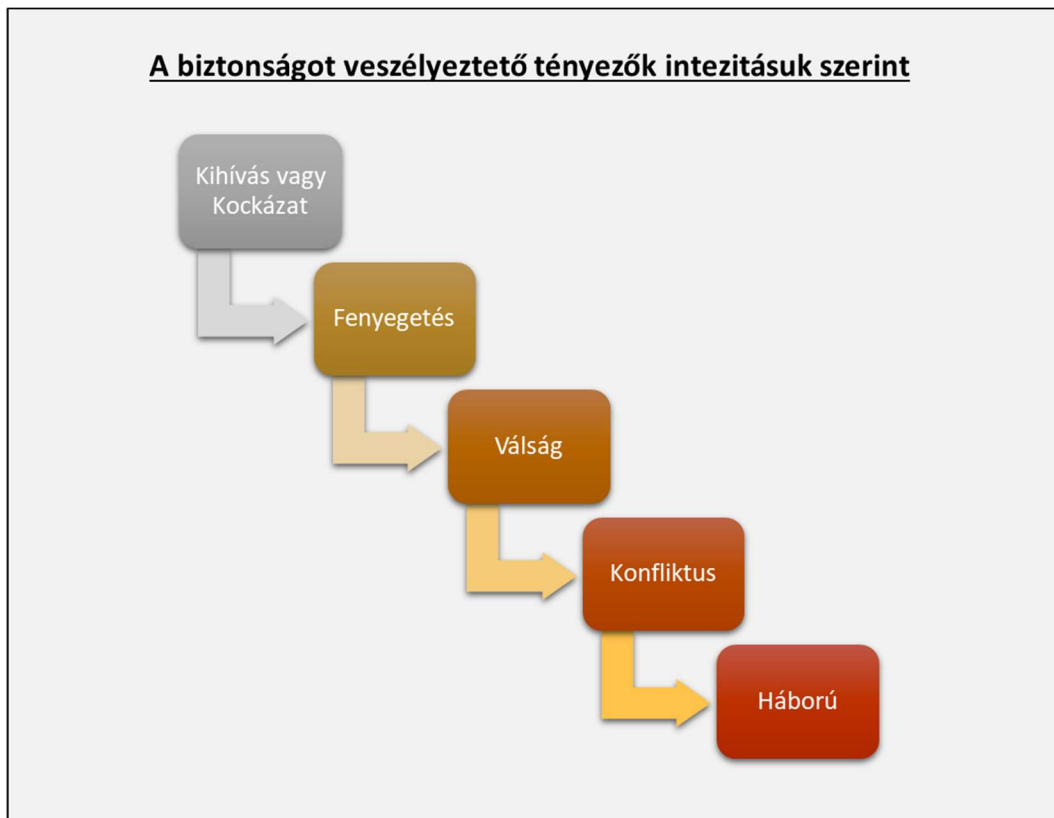 A biztonságot veszélyeztető tényezők intezitásuk szerint
Kihívás vagy
Kockázat
Fenyegetés
Válság
Konfliktus
Háború